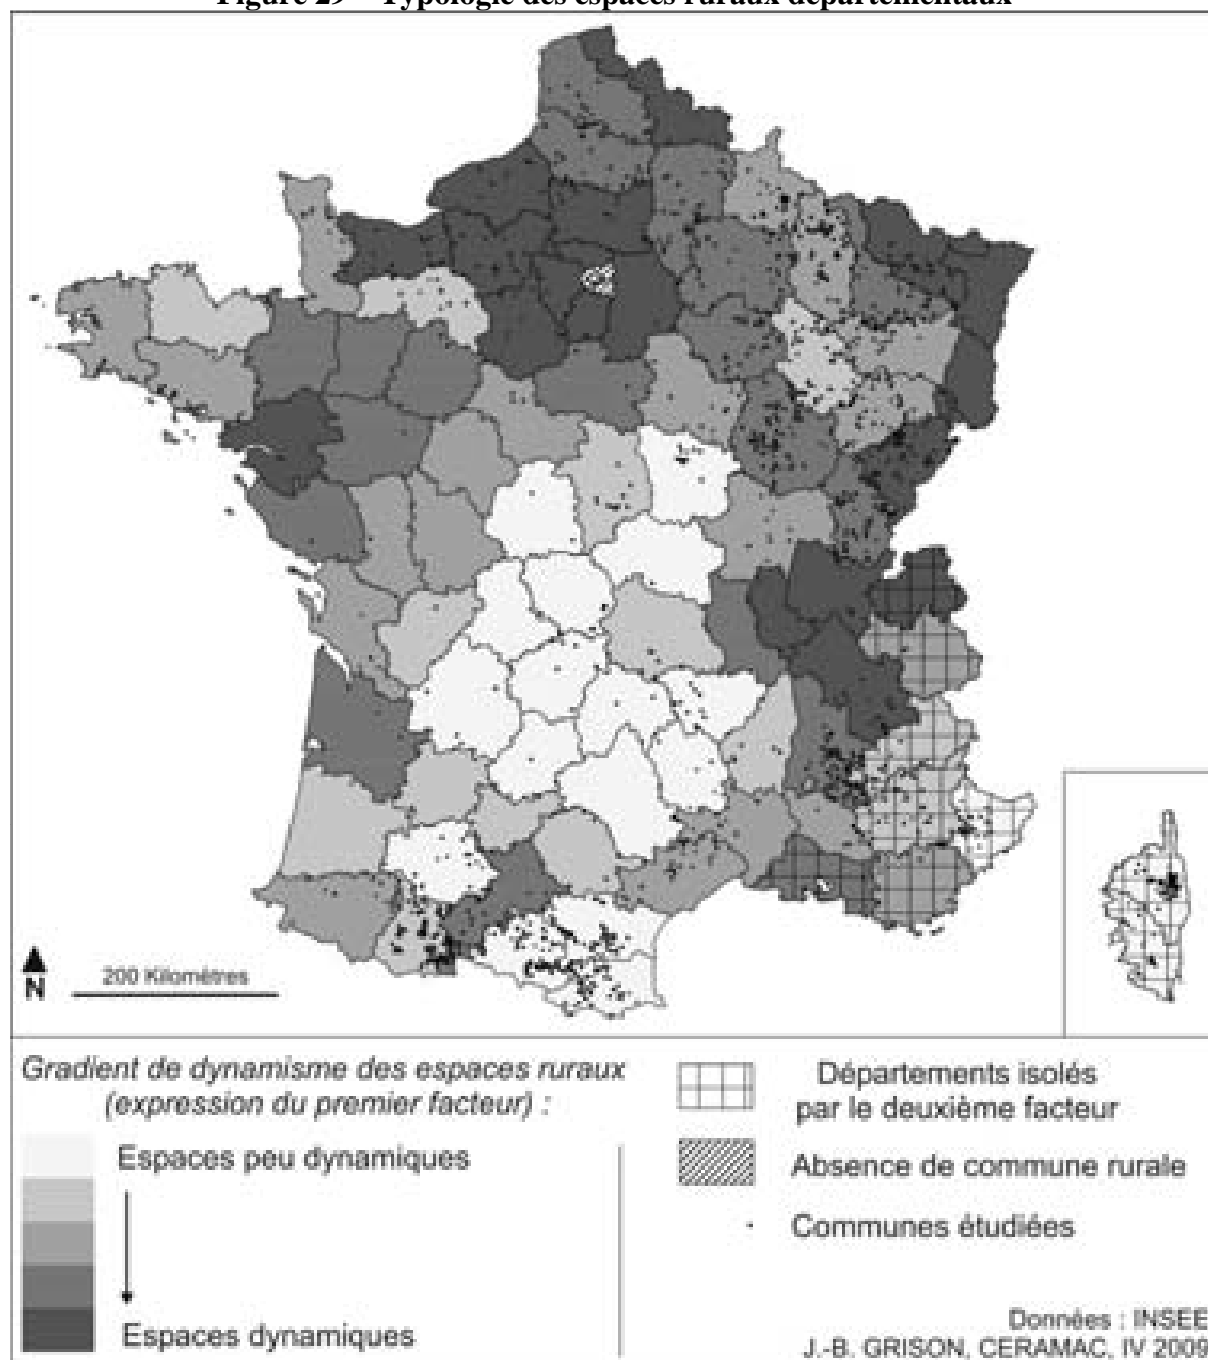 Figure 29 – Typologie des espaces ruraux départementaux
N
200 Kilomètres
Gradient de dynamisme des espaces ruraux
(expression du premier facteur) :
Espaces peu dynamiques
Espaces dynamiques
Départements isolés
par le deuxième facteur
Absence de commune rurale
Communes étudiées
Données : INSEE
J.-B. GRISON, CERAMAC, IV 2009